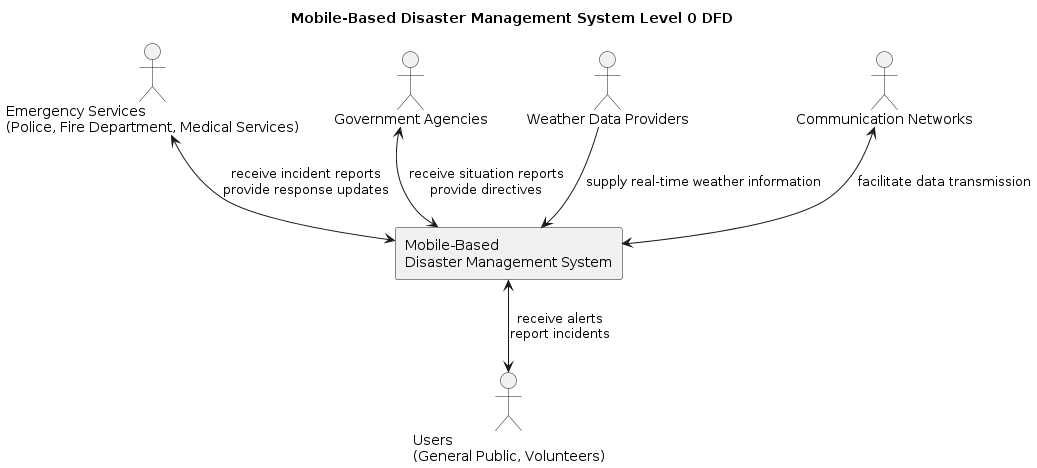 Mobile-Based Disaster Management System Level 0 DFD
Emergency Services
(Police, Fire Department, Medical Services)
Government Agencies
Weather Data Providers
Communication Networks
receive incident reports
provide response updates
receive situation reports
provide directives
supply real-time weather information
facilitate data transmission
Mobile-Based
Disaster Management System
receive alerts
report incidents
Users
(General Public, Volunteers)